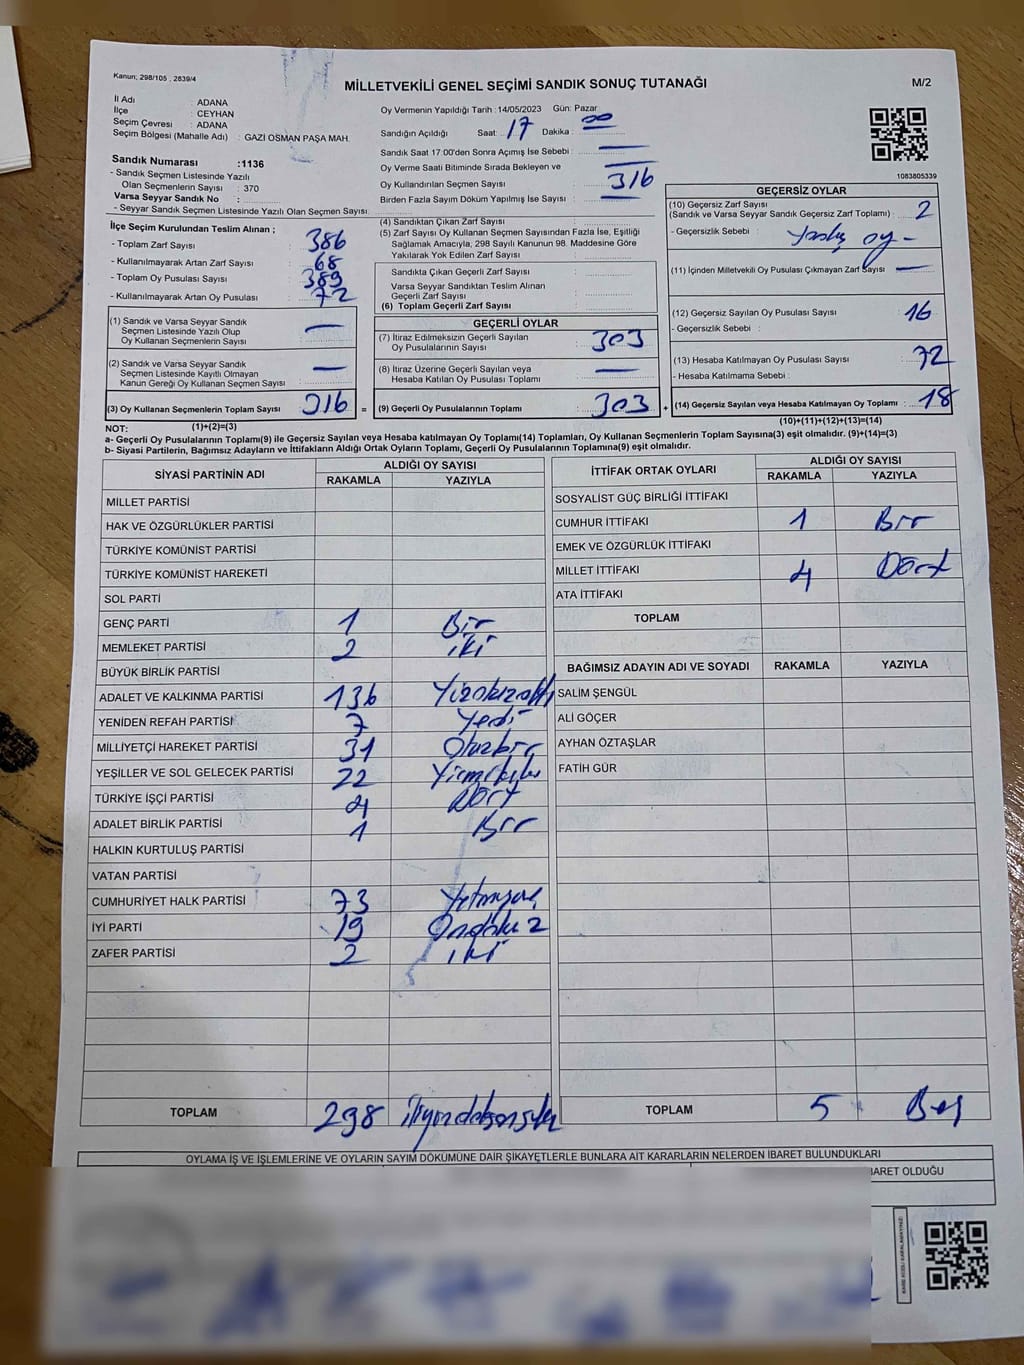 Kanun; 298/105 , 2839/4
MİLLETVEKİLİ GENEL SEÇİMİ SANDIK SONUÇ TUTANAĞI
M/2
İl Adı : ADANA
İlçe : CEYHAN
Seçim Çevresi : ADANA
Seçim Bölgesi (Mahalle Adı) : GAZİ OSMAN PAŞA MAH.
Sandık Numarası :1136
- Sandık Seçmen Listesinde Yazılı
Olan Seçmenlerin Sayısı : 370
Varsa Seyyar Sandık No :
- Seyyar Sandık Seçmen Listesinde Yazılı Olan Seçmen Sayısı:
Oy Vermenin Yapıldığı Tarih :14/05/2023 Gün: Pazar
Sandığın Açıldığı Saat: 17 Dakika : 00
Sandık Saat 17:00'den Sonra Açımış İse Sebebi : —
Oy Verme Saati Bitiminde Sırada Bekleyen ve
Oy Kullandırılan Seçmen Sayısı : —
Birden Fazla Sayım Döküm Yapılmış İse Sayısı : 316
1083805339
İlçe Seçim Kurulundan Teslim Alınan ;
- Toplam Zarf Sayısı : 386
- Kullanılmayarak Artan Zarf Sayısı : 68
- Toplam Oy Pusulası Sayısı : 389
- Kullanılmayarak Artan Oy Pusulası : 72
(1) Sandık ve Varsa Seyyar Sandık
Seçmen Listesinde Yazılı Olup
Oy Kullanan Seçmenlerin Sayısı : —
(2) Sandık ve Varsa Seyyar Sandık
Seçmen Listesinde Kayıtlı Olmayan
Kanun Gereği Oy Kullanan Seçmen Sayısı : —
(3) Oy Kullanan Seçmenlerin Toplam Sayısı 316 =
(1)+(2)=(3)
(4) Sandıktan Çıkan Zarf Sayısı :
(5) Zarf Sayısı Oy Kullanan Seçmen Sayısından Fazla İse, Eşitliği
Sağlamak Amacıyla, 298 Sayılı Kanunun 98. Maddesine Göre
Yakılarak Yok Edilen Zarf Sayısı :
Sandıkta Çıkan Geçerli Zarf Sayısı :
Varsa Seyyar Sandıktan Teslim Alınan
Geçerli Zarf Sayısı :
(6) Toplam Geçerli Zarf Sayısı :
GEÇERLİ OYLAR
(7) İtiraz Edilmeksizin Geçerli Sayılan
Oy Pusulalarının Sayısı : 303
(8) İtiraz Üzerine Geçerli Sayılan veya
Hesaba Katılan Oy Pusulası Toplamı : —
(9) Geçerli Oy Pusulalarının Toplamı : 303 +
GEÇERSİZ OYLAR
(10) Geçersiz Zarf Sayısı
(Sandık ve Varsa Seyyar Sandık Geçersiz Zarf Toplamı) : 2
- Geçersizlik Sebebi : oy -
(11) İçinden Milletvekili Oy Pusulası Çıkmayan Zarf Sayısı : —
(12) Geçersiz Sayılan Oy Pusulası Sayısı : 16
- Geçersizlik Sebebi :
(13) Hesaba Katılmayan Oy Pusulası Sayısı : 72
- Hesaba Katılmama Sebebi :
(14) Geçersiz Sayılan veya Hesaba Katılmayan Oy Toplamı : 18
(10)+(11)+(12)+(13)=(14)
NOT:
a- Geçerli Oy Pusulalarının Toplamı(9) ile Geçersiz Sayılan veya Hesaba katılmayan Oy Toplamı(14) Toplamları, Oy Kullanan Seçmenlerin Toplam Sayısına(3) eşit olmalıdır. (9)+(14)=(3)
b- Siyasi Partilerin, Bağımsız Adayların ve İttifakların Aldığı Ortak Oyların Toplamı, Geçerli Oy Pusulalarının Toplamına(9) eşit olmalıdır.
SİYASİ PARTİNİN ADI ALDIĞI OY SAYISI
RAKAMLA YAZIYLA
MİLLET PARTİSİ
HAK VE ÖZGÜRLÜKLER PARTİSİ
TÜRKİYE KOMÜNİST PARTİSİ
TÜRKİYE KOMÜNİST HAREKETİ
SOL PARTİ
GENÇ PARTİ 1 Bir
MEMLEKET PARTİSİ 2 iki
BÜYÜK BİRLİK PARTİSİ
ADALET VE KALKINMA PARTİSİ 136
YENİDEN REFAH PARTİSİ 7 Yedi
MİLLİYETÇİ HAREKET PARTİSİ 31 Otuzbir
YEŞİLLER VE SOL GELECEK PARTİSİ 22 Yirmiiki
TÜRKİYE İŞÇİ PARTİSİ 4 Dört
ADALET BİRLİK PARTİSİ 1 Bir
HALKIN KURTULUŞ PARTİSİ
VATAN PARTİSİ
CUMHURİYET HALK PARTİSİ 73 Yetmişüç
İYİ PARTİ 19 Ondokuz
ZAFER PARTİSİ 2 iki
TOPLAM 298
İTTİFAK ORTAK OYLARI ALDIĞI OY SAYISI
RAKAMLA YAZIYLA
SOSYALİST GÜÇ BİRLİĞİ İTTİFAKI
CUMHUR İTTİFAKI 1 Bir
EMEK VE ÖZGÜRLÜK İTTİFAKI
MİLLET İTTİFAKI 4 Dört
ATA İTTİFAKI
TOPLAM
BAĞIMSIZ ADAYIN ADI VE SOYADI RAKAMLA YAZIYLA
SALİM ŞENGÜL
ALİ GÖÇER
AYHAN ÖZTAŞLAR
FATİH GÜR
TOPLAM 5 Beş
OYLAMA İŞ VE İŞLEMLERİNE VE OYLARIN SAYIM DÖKÜMÜNE DAİR ŞİKAYETLERLE BUNLARA AİT KARARLARIN NELERDEN İBARET BULUNDUKLARI
İBARET OLDUĞU